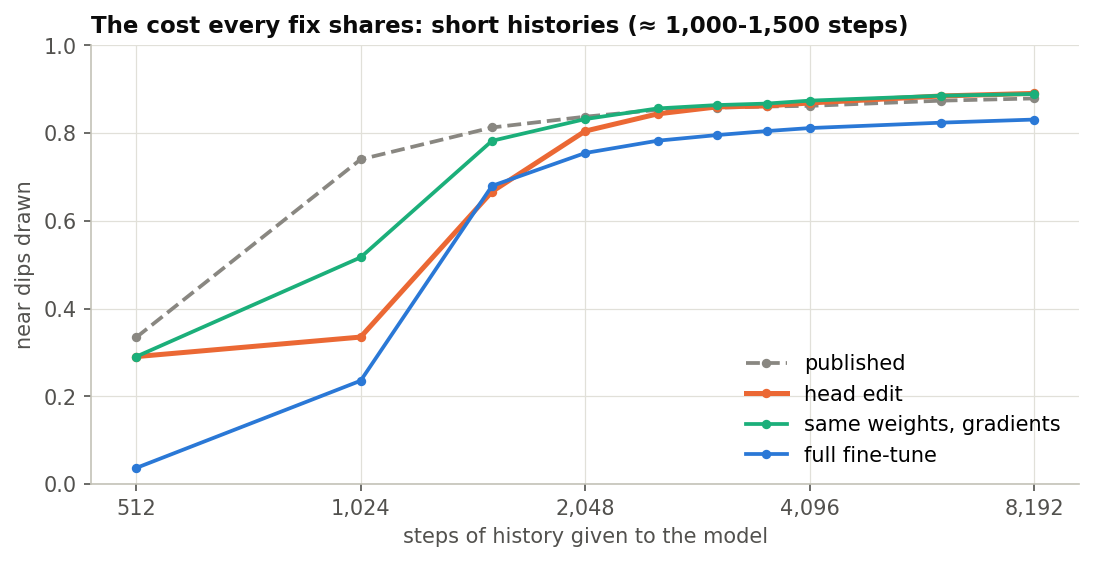 The cost every fix shares: short histories (≈ 1,000-1,500 steps)
1.0
0.8
0.6
0.4
0.2
0.0
near dips drawn
published
head edit
same weights, gradients
full fine-tune
512
1,024
2,048
4,096
8,192
steps of history given to the model